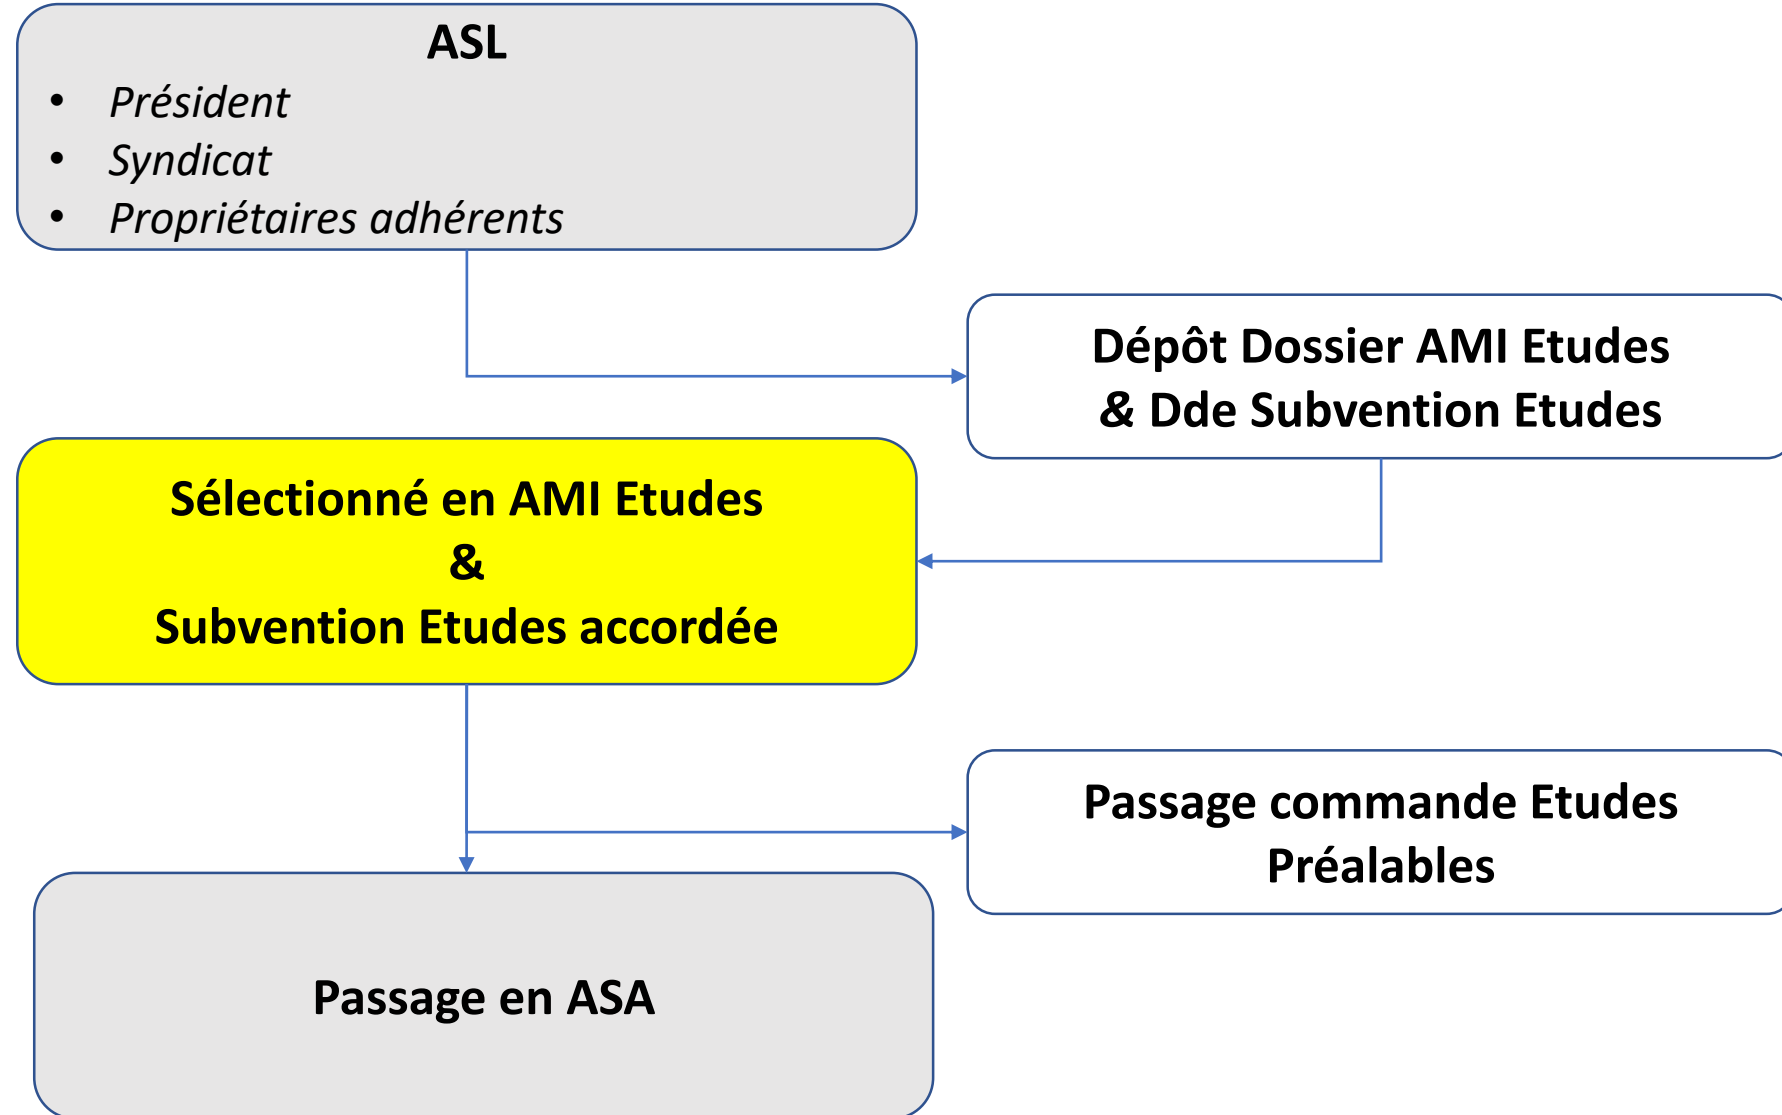 ASL
• Président
• Syndicat
• Propriétaires adhérents
Dépôt Dossier AMI Etudes
& Dde Subvention Etudes
Sélectionné en AMI Etudes
&
Subvention Etudes accordée
Passage commande Etudes
Préalables
Passage en ASA